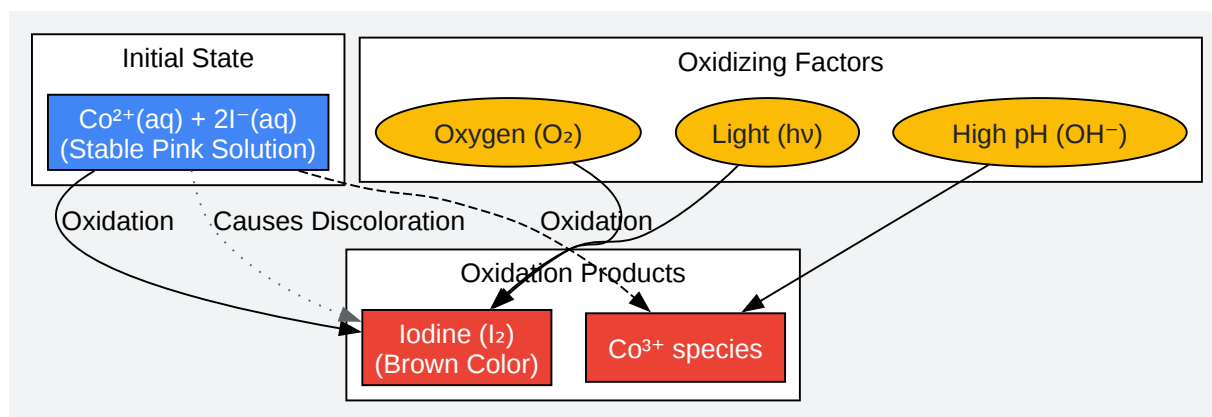 Initial State
Oxidizing Factors
Co²⁺(aq) + 2I⁻(aq)
(Stable Pink Solution)
Oxygen (O₂)
Light (hν)
High pH (OH⁻)
Oxidation
Causes Discoloration
Oxidation
Oxidation Products
Iodine (I₂)
(Brown Color)
Co³⁺ species